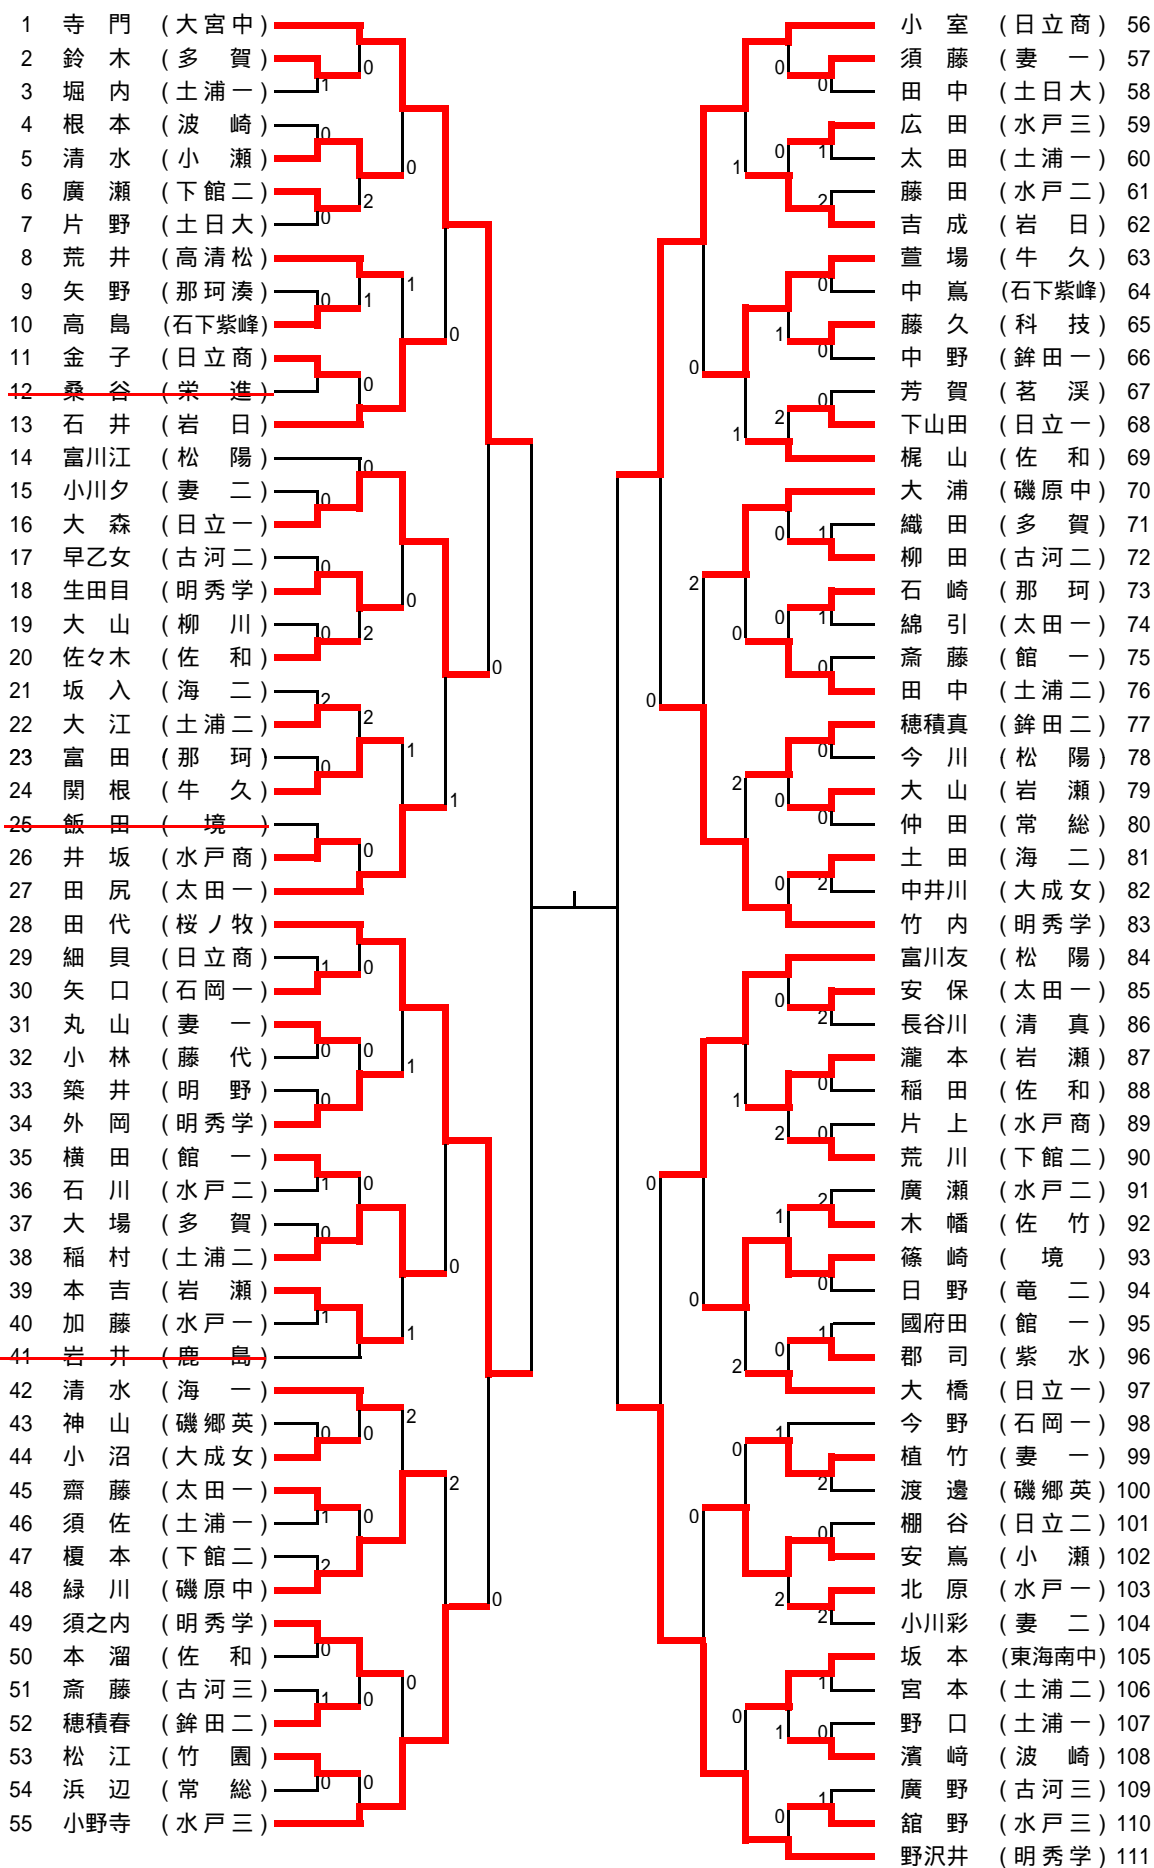 1 寺 門 (大宮中)
2 鈴 木 (多 賀)
3 堀 内 (土浦一)
4 根 本 (波 崎)
5 清 水 (小 瀬)
6 廣 瀬 (下館二)
7 片 野 (土日大)
8 荒 井 (高清松)
9 矢 野 (那珂湊)
10 高 島 (石下紫峰)
11 金 子 (日立商)
12 桑 谷 (栄 進)
13 石 井 (岩 日)
14 富川江 (松 陽)
15 小川夕 (妻 二)
16 大 森 (日立一)
17 早乙女 (古河二)
18 生田目 (明秀学)
19 大 山 (柳 川)
20 佐々木 (佐 和)
21 坂 入 (海 二)
22 大 江 (土浦二)
23 富 田 (那 珂)
24 関 根 (牛 久)
25 飯 田 ( 境 )
26 井 坂 (水戸商)
27 田 尻 (太田一)
28 田 代 (桜ノ牧)
29 細 貝 (日立商)
30 矢 口 (石岡一)
31 丸 山 (妻 一)
32 小 林 (藤 代)
33 築 井 (明 野)
34 外 岡 (明秀学)
35 横 田 (館 一)
36 石 川 (水戸二)
37 大 場 (多 賀)
38 稲 村 (土浦二)
39 本 吉 (岩 瀬)
40 加 藤 (水戸一)
41 岩 井 (鹿 島)
42 清 水 (海 一)
43 神 山 (磯郷英)
44 小 沼 (大成女)
45 齋 藤 (太田一)
46 須 佐 (土浦一)
47 榎 本 (下館二)
48 緑 川 (磯原中)
49 須之内 (明秀学)
50 本 溜 (佐 和)
51 斎 藤 (古河三)
52 穂積春 (鉾田二)
53 松 江 (竹 園)
54 浜 辺 (常 総)
55 小野寺 (水戸三)
小 室 (日立商) 56
須 藤 (妻 一) 57
田 中 (土日大) 58
広 田 (水戸三) 59
太 田 (土浦一) 60
藤 田 (水戸二) 61
吉 成 (岩 日) 62
萱 場 (牛 久) 63
中 嶌 (石下紫峰) 64
藤 久 (科 技) 65
中 野 (鉾田一) 66
芳 賀 (茗 渓) 67
下山田 (日立一) 68
梶 山 (佐 和) 69
大 浦 (磯原中) 70
織 田 (多 賀) 71
柳 田 (古河二) 72
石 崎 (那 珂) 73
綿 引 (太田一) 74
斎 藤 (館 一) 75
田 中 (土浦二) 76
穂積真 (鉾田二) 77
今 川 (松 陽) 78
大 山 (岩 瀬) 79
仲 田 (常 総) 80
土 田 (海 二) 81
中井川 (大成女) 82
竹 内 (明秀学) 83
富川友 (松 陽) 84
安 保 (太田一) 85
長谷川 (清 真) 86
瀧 本 (岩 瀬) 87
稲 田 (佐 和) 88
片 上 (水戸商) 89
荒 川 (下館二) 90
廣 瀬 (水戸二) 91
木 幡 (佐 竹) 92
篠 崎 ( 境 ) 93
日 野 (竜 二) 94
國府田 (館 一) 95
郡 司 (紫 水) 96
大 橋 (日立一) 97
今 野 (石岡一) 98
植 竹 (妻 一) 99
渡 邊 (磯郷英) 100
棚 谷 (日立二) 101
安 嶌 (小 瀬) 102
北 原 (水戸一) 103
小川彩 (妻 二) 104
坂 本 (東海南中) 105
宮 本 (土浦二) 106
野 口 (土浦一) 107
濱 﨑 (波 崎) 108
廣 野 (古河三) 109
舘 野 (水戸三) 110
野沢井 (明秀学) 111